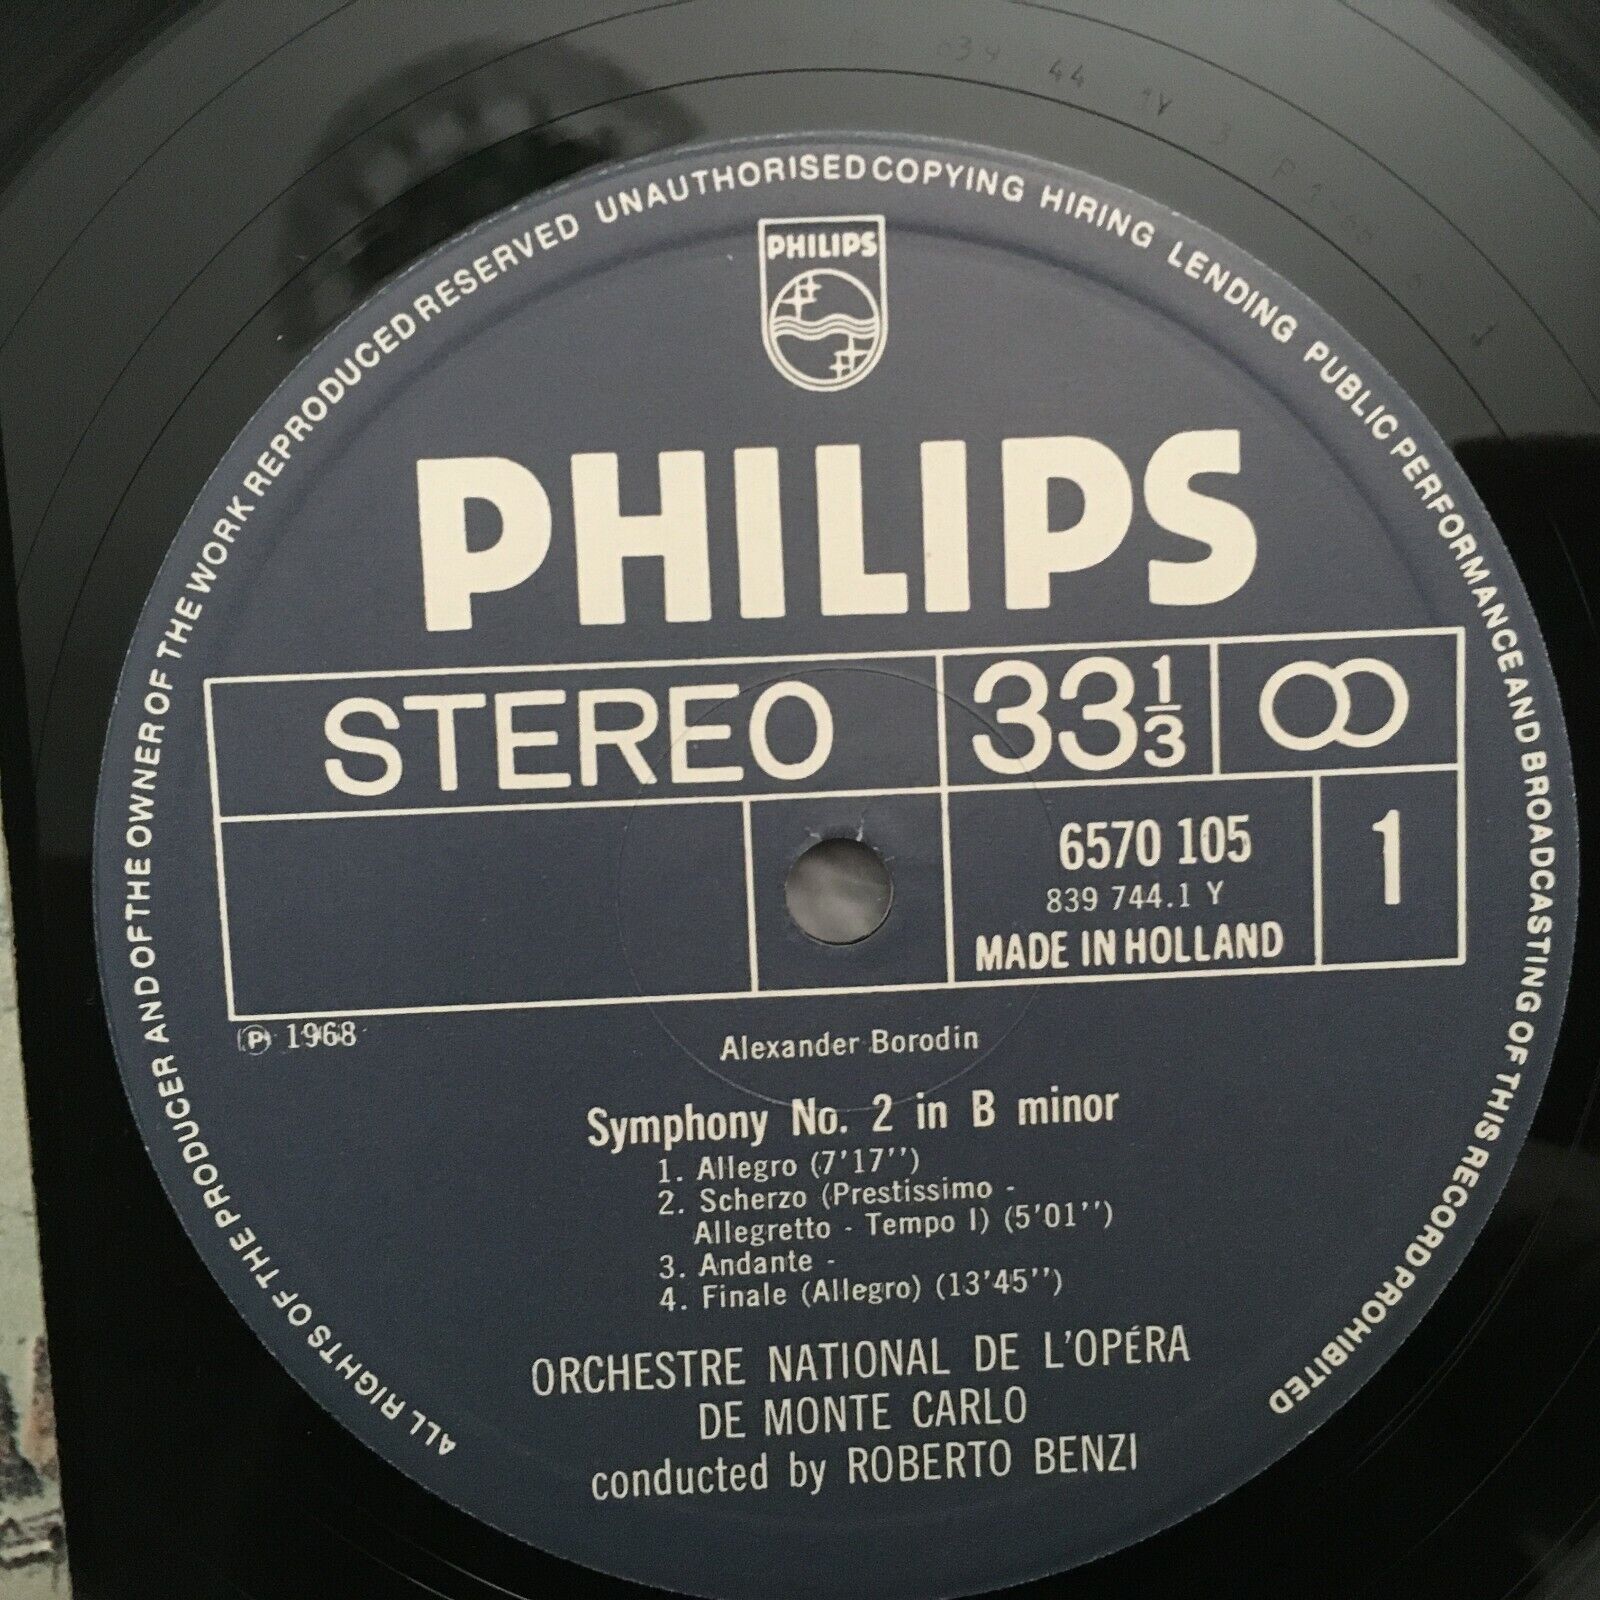 ALL RIGHTS OF THE PRODUCER AND OF THE OWNER OF THE WORK REPRODUCED RESERVED UNAUTHORISED COPYING HIRING LENDING PUBLIC PERFORMANCE AND BROADCASTING OF THIS RECORD PROHIBITED
PHILIPS
PHILIPS
STEREO
33 1/3
6570 105
839 744.1 Y
MADE IN HOLLAND
1
℗ 1968
Alexander Borodin
Symphony No. 2 in B minor
1. Allegro (7'17'')
2. Scherzo (Prestissimo -
Allegretto - Tempo I) (5'01'')
3. Andante -
4. Finale (Allegro) (13'45'')
ORCHESTRE NATIONAL DE L'OPÉRA
DE MONTE CARLO
conducted by ROBERTO BENZI